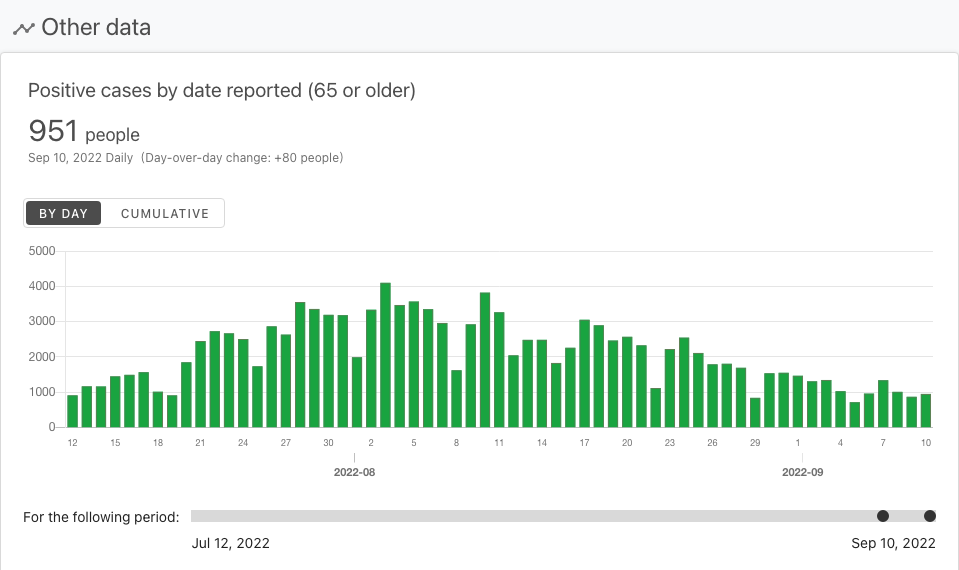 Other data
Positive cases by date reported (65 or older)
951 people
Sep 10, 2022 Daily (Day-over-day change: +80 people)
BY DAY CUMULATIVE
5000
4000
3000
2000
1000
0
12 15 18 21 24 27 30 2 5 8 11 14 17 20 23 26 29 1 4 7 10
2022-08 2022-09
For the following period:
Jul 12, 2022 Sep 10, 2022